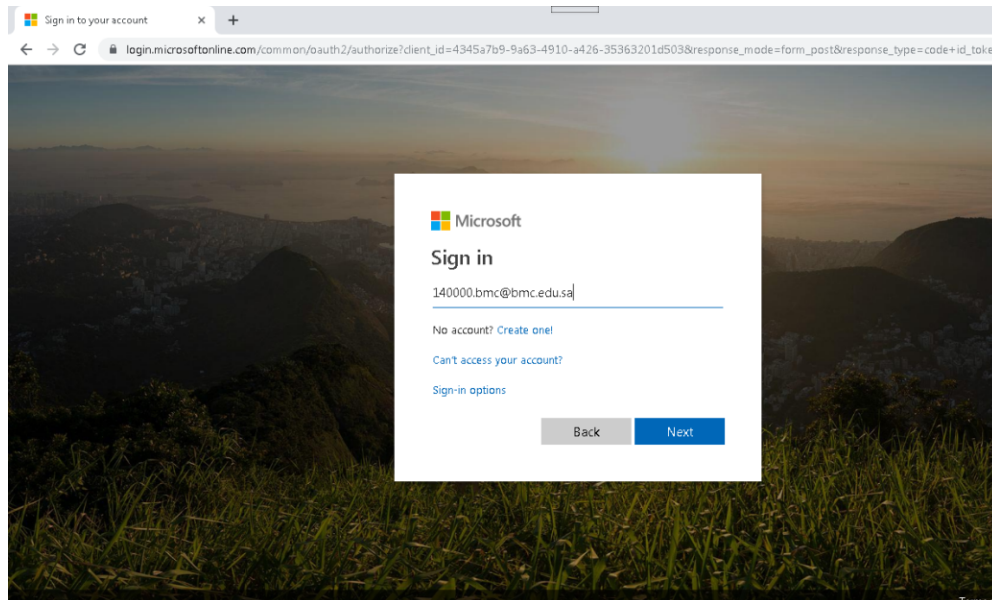 Sign in to your account
login.microsoftonline.com/common/oauth2/authorize?client_id=4345a7b9-9a63-4910-a426-35363201d503&response_mode=form_post&response_type=code+id_toke
Microsoft
Sign in
140000.bmc@bmc.edu.sa
No account? Create one!
Can't access your account?
Sign-in options
Back Next